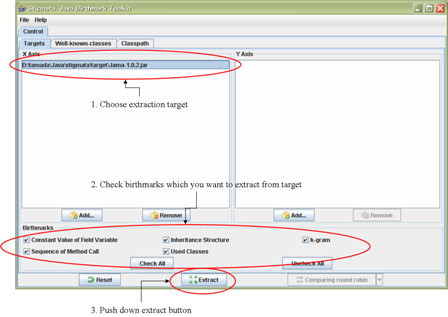 Stigmata: Java Birthmark Toolkit
File Help
Control
Targets Well-known-classes Classpath
X Axis Y Axis
D:\tamada\Java\stigmata\target\Jama-1.0.2.jar
1. Choose extraction target
2. Check birthmarks which you want to extract from target
Add... Remove Add... Remove
Birthmarks
Constant Value of Field Variable Inheritance Structure k-gram
Sequence of Method Call Used Classes
Check All Uncheck All
Reset Extract Comparing round robin
3. Push down extract button